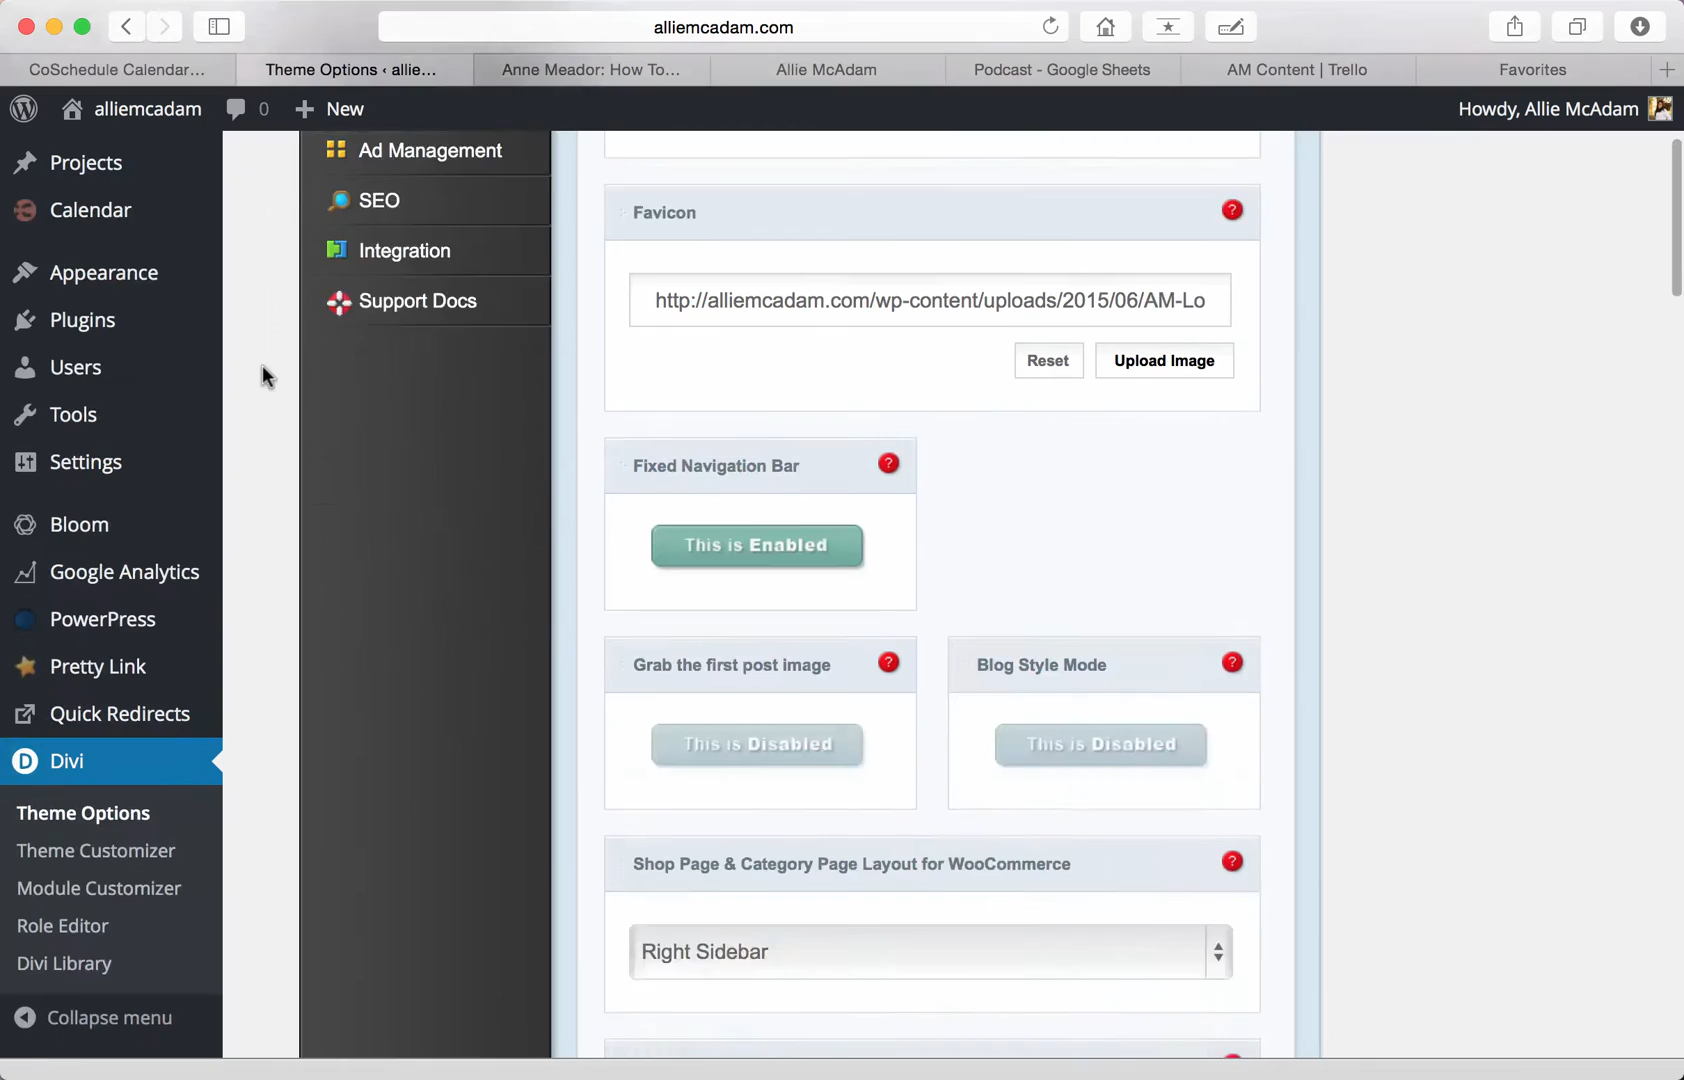 alliemcadam.com
CoSchedule Calendar...
Theme Options ‹ allie...
Anne Meador: How To...
Allie McAdam
Podcast - Google Sheets
AM Content | Trello
Favorites
alliemcadam
0
New
Howdy, Allie McAdam
Projects
Calendar
Appearance
Plugins
Users
Tools
Settings
Bloom
Google Analytics
PowerPress
Pretty Link
Quick Redirects
Divi
Theme Options
Theme Customizer
Module Customizer
Role Editor
Divi Library
Collapse menu
Ad Management
SEO
Integration
Support Docs
Favicon
?
http://alliemcadam.com/wp-content/uploads/2015/06/AM-Lo
Reset
Upload Image
Fixed Navigation Bar
?
This is Enabled
Grab the first post image
?
This is Disabled
Blog Style Mode
?
This is Disabled
Shop Page & Category Page Layout for WooCommerce
?
Right Sidebar